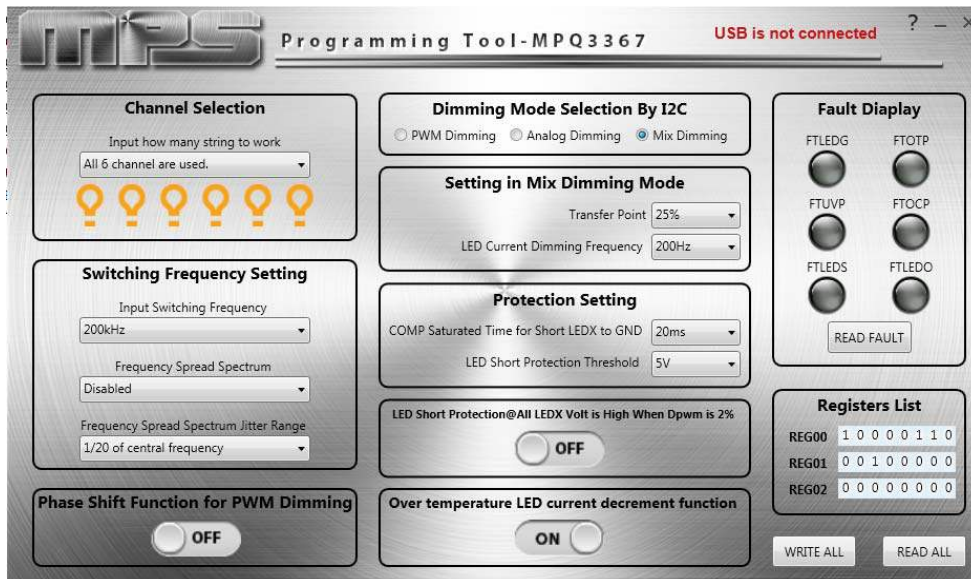 MPS
Programming Tool-MPQ3367
USB is not connected
? – ×
Channel Selection
Input how many string to work
All 6 channel are used.
Switching Frequency Setting
Input Switching Frequency
200kHz
Frequency Spread Spectrum
Disabled
Frequency Spread Spectrum Jitter Range
1/20 of central frequency
Phase Shift Function for PWM Dimming
OFF
Dimming Mode Selection By I2C
PWM Dimming Analog Dimming Mix Dimming
Setting in Mix Dimming Mode
Transfer Point 25%
LED Current Dimming Frequency 200Hz
Protection Setting
COMP Saturated Time for Short LEDX to GND 20ms
LED Short Protection Threshold 5V
LED Short Protection@All LEDX Volt is High When Dpwm is 2%
OFF
Over temperature LED current decrement function
ON
Fault Diaplay
FTLEDG FTOTP
FTUVP FTOCP
FTLEDS FTLEDO
READ FAULT
Registers List
REG00 1 0 0 0 0 1 1 0
REG01 0 0 1 0 0 0 0 0
REG02 0 0 0 0 0 0 0 0
WRITE ALL READ ALL